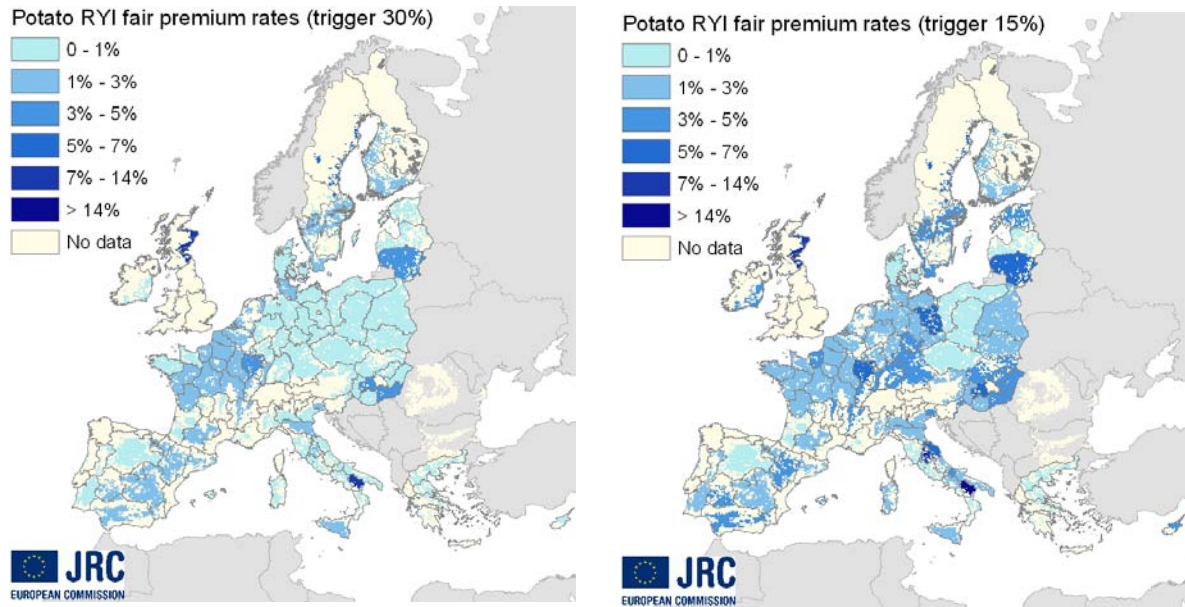 Potato RYI fair premium rates (trigger 30%)
0 - 1%
1% - 3%
3% - 5%
5% - 7%
7% - 14%
> 14%
No data
JRC
EUROPEAN COMMISSION
Potato RYI fair premium rates (trigger 15%)
0 - 1%
1% - 3%
3% - 5%
5% - 7%
7% - 14%
> 14%
No data
JRC
EUROPEAN COMMISSION